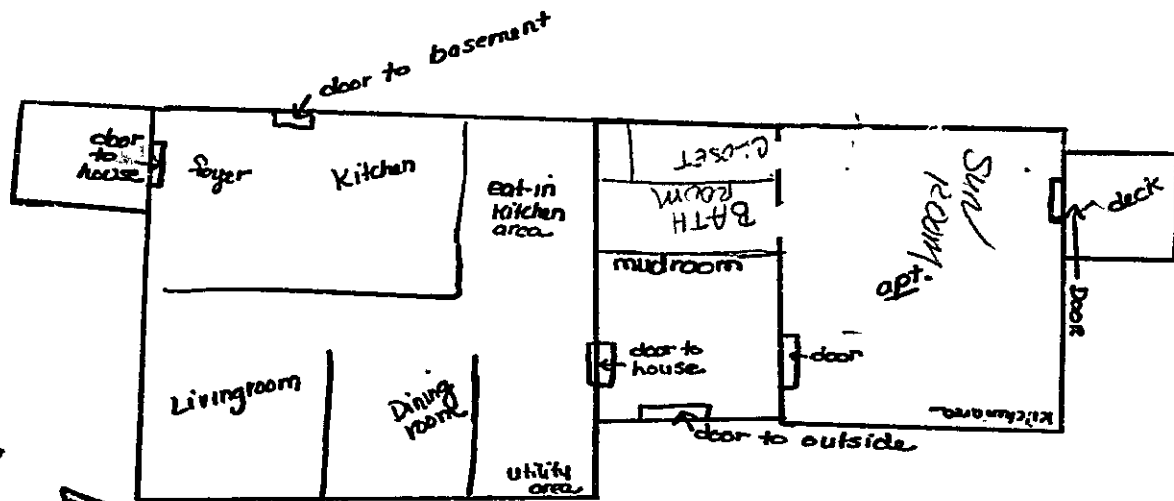 door to basement
door
to
house
foyer
Kitchen
eat-in
kitchen
area
CLOSET
BATH
ROOM
mudroom
Sun
Room
apt.
deck
DOOR
door to
house
door
Livingroom
Dining
room
utility
area
door to outside
kitchen area